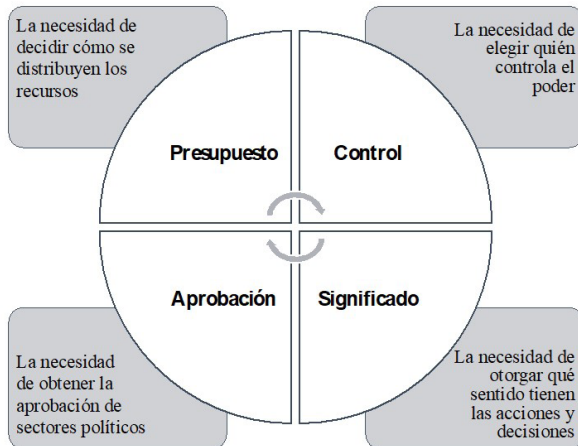 La necesidad de
decidir cómo se
distribuyen los
recursos
La necesidad de
elegir quién
controla el
poder
Presupuesto
Control
Aprobación
Significado
La necesidad
de obtener la
aprobación de
sectores políticos
La necesidad de
otorgar qué
sentido tienen
las acciones y
decisiones